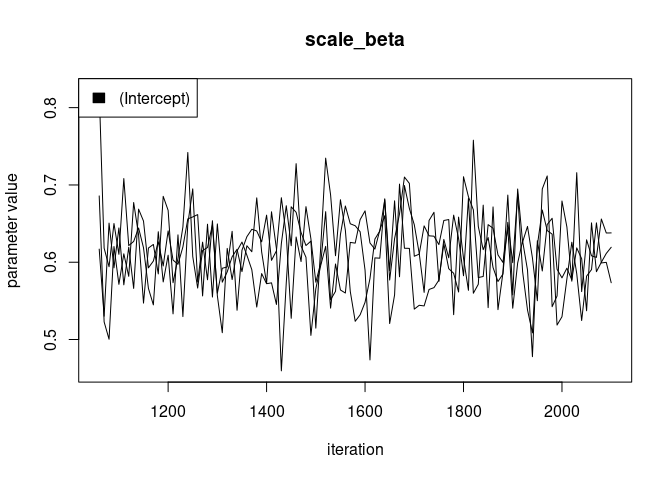 scale_beta
(Intercept)
parameter value
0.8
0.7
0.6
0.5
1200 1400 1600 1800 2000
iteration